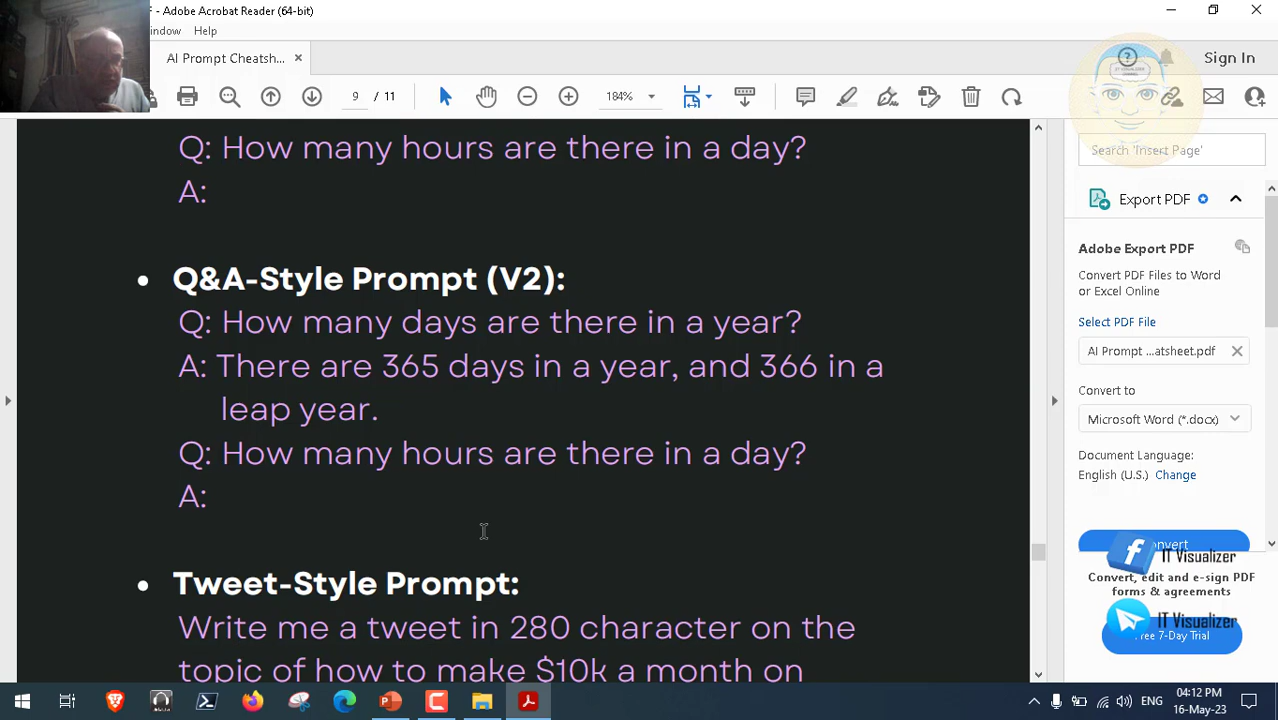 - Adobe Acrobat Reader (64-bit)
indow Help
AI Prompt Cheatsh...
Sign In
9 / 11
184%
IT VISUALIZER
CHANNEL
Search 'Insert Page'
Q: How many hours are there in a day?
A:
Q&A-Style Prompt (V2):
Q: How many days are there in a year?
A: There are 365 days in a year, and 366 in a
leap year.
Q: How many hours are there in a day?
A:
Tweet-Style Prompt:
Write me a tweet in 280 character on the
topic of how to make $10k a month on
Export PDF
Adobe Export PDF
Convert PDF Files to Word
or Excel Online
Select PDF File
AI Prompt ...atsheet.pdf
Convert to
Microsoft Word (*.docx)
Document Language:
English (U.S.) Change
Convert
IT Visualizer
Convert, edit and e-sign PDF
forms & agreements
IT Visualizer
Free 7-Day Trial
ENG
04:12 PM
16-May-23